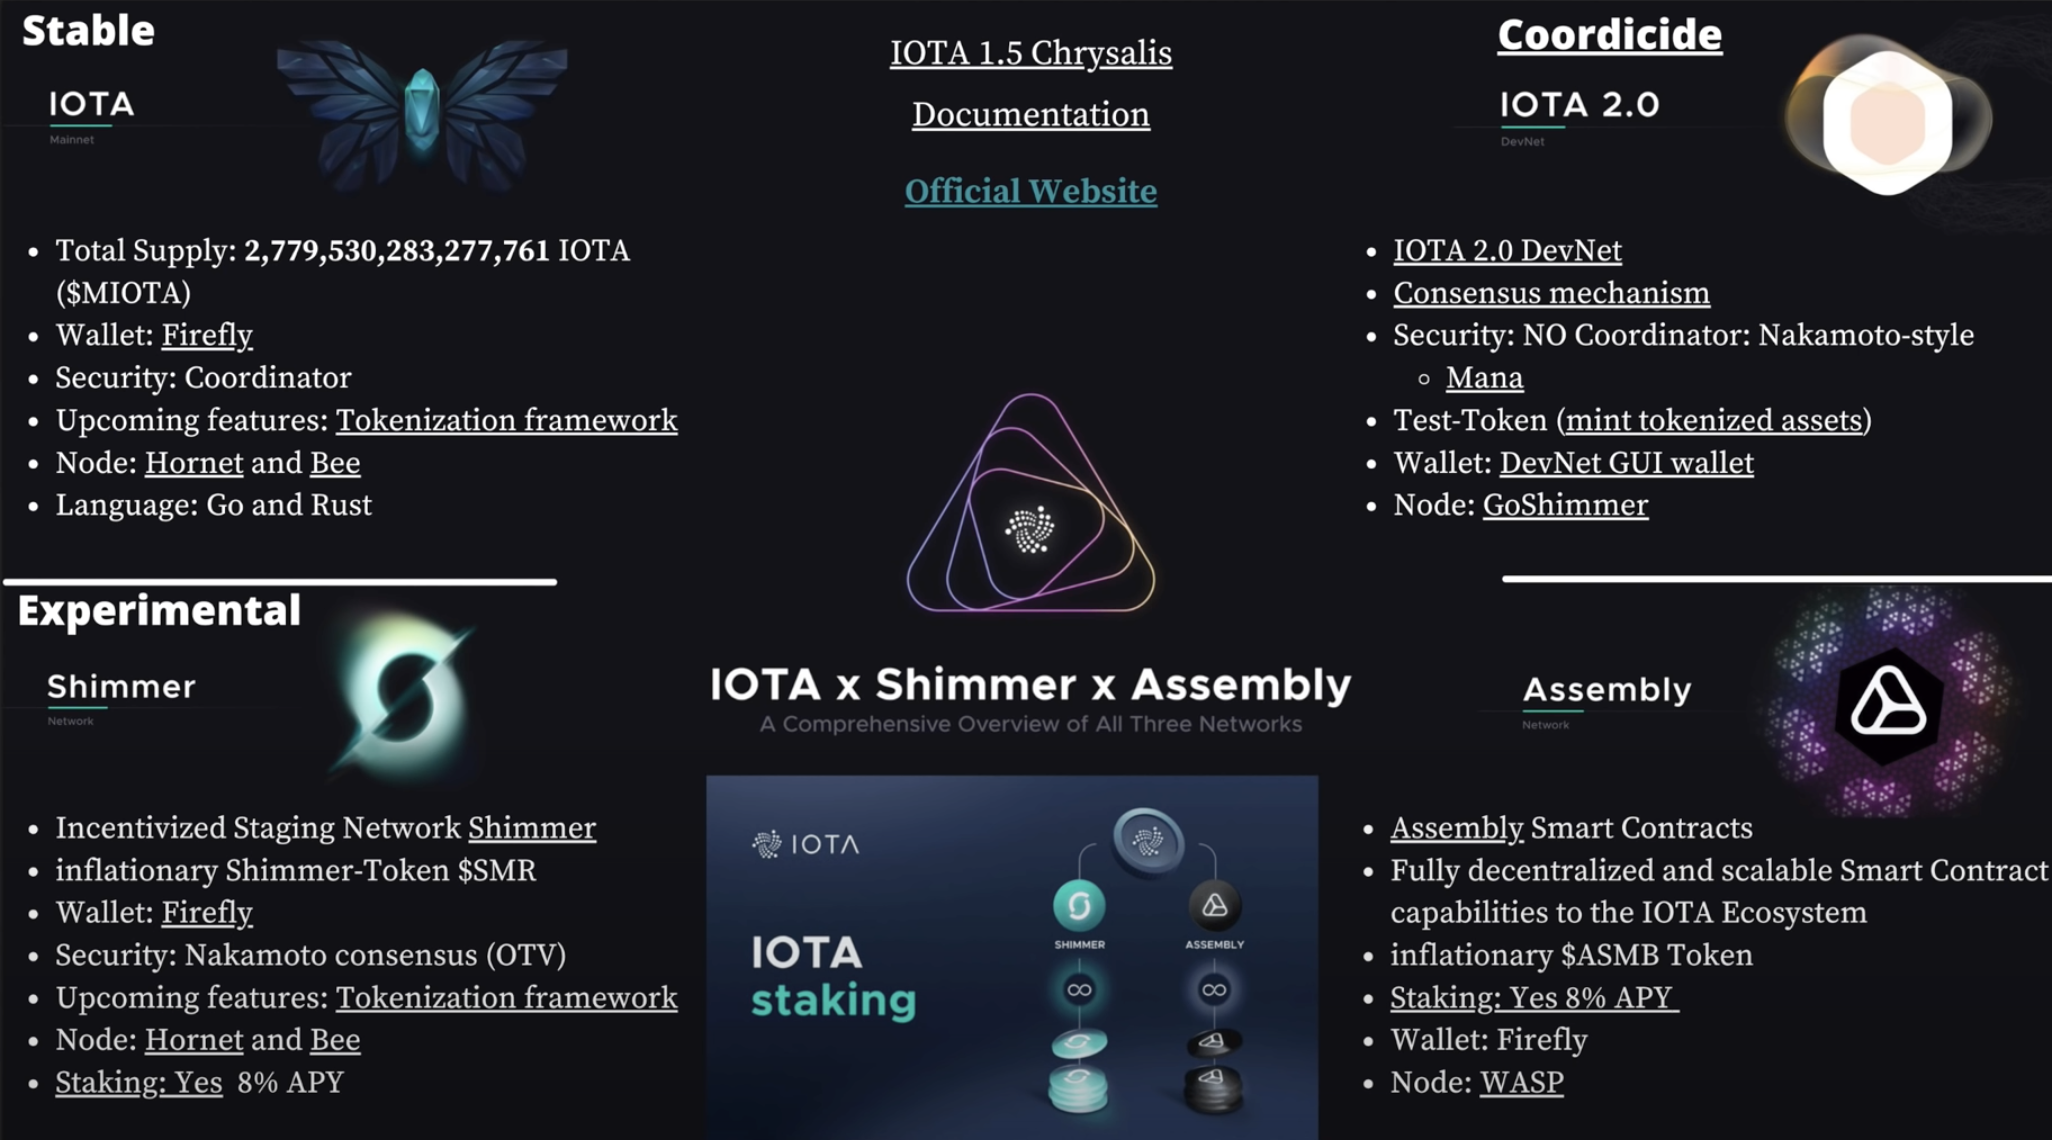 Stable
IOTA
Mainnet
• Total Supply: 2,779,530,283,277,761 IOTA
($MIOTA)
• Wallet: Firefly
• Security: Coordinator
• Upcoming features: Tokenization framework
• Node: Hornet and Bee
• Language: Go and Rust
IOTA 1.5 Chrysalis
Documentation
Official Website
Coordicide
IOTA 2.0
DevNet
• IOTA 2.0 DevNet
• Consensus mechanism
• Security: NO Coordinator: Nakamoto-style
○ Mana
• Test-Token (mint tokenized assets)
• Wallet: DevNet GUI wallet
• Node: GoShimmer
Experimental
Shimmer
Network
• Incentivized Staging Network Shimmer
• inflationary Shimmer-Token $SMR
• Wallet: Firefly
• Security: Nakamoto consensus (OTV)
• Upcoming features: Tokenization framework
• Node: Hornet and Bee
• Staking: Yes 8% APY
IOTA x Shimmer x Assembly
A Comprehensive Overview of All Three Networks
IOTA
IOTA
staking
SHIMMER
ASSEMBLY
Assembly
Network
• Assembly Smart Contracts
• Fully decentralized and scalable Smart Contract
capabilities to the IOTA Ecosystem
• inflationary $ASMB Token
• Staking: Yes 8% APY
• Wallet: Firefly
• Node: WASP